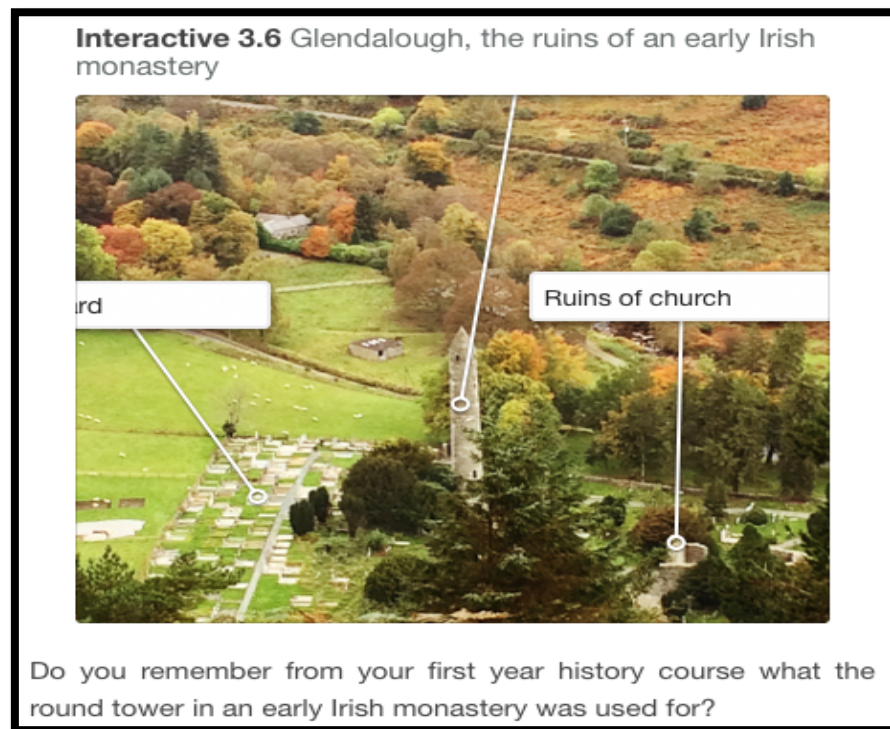 Interactive 3.6 Glendalough, the ruins of an early Irish
monastery
ard
Ruins of church
Do you remember from your first year history course what the
round tower in an early Irish monastery was used for?